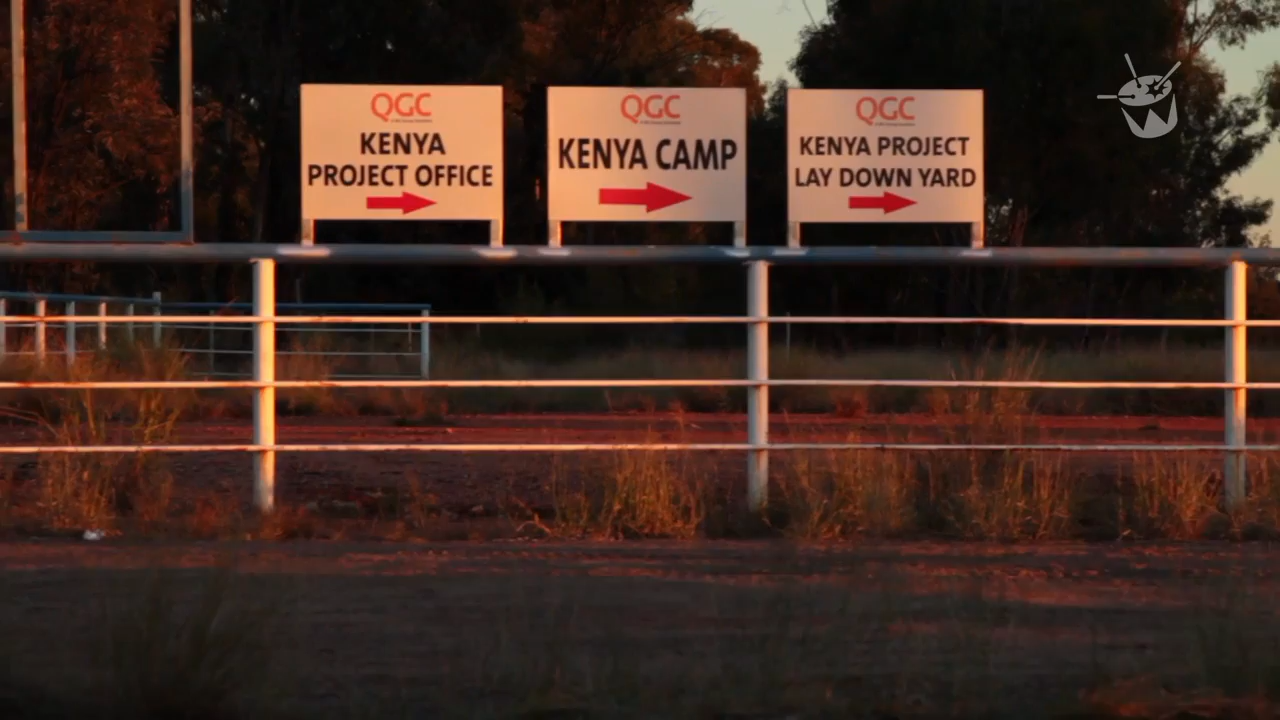 QGC
KENYA
PROJECT OFFICE
QGC
KENYA CAMP
QGC
KENYA PROJECT
LAY DOWN YARD